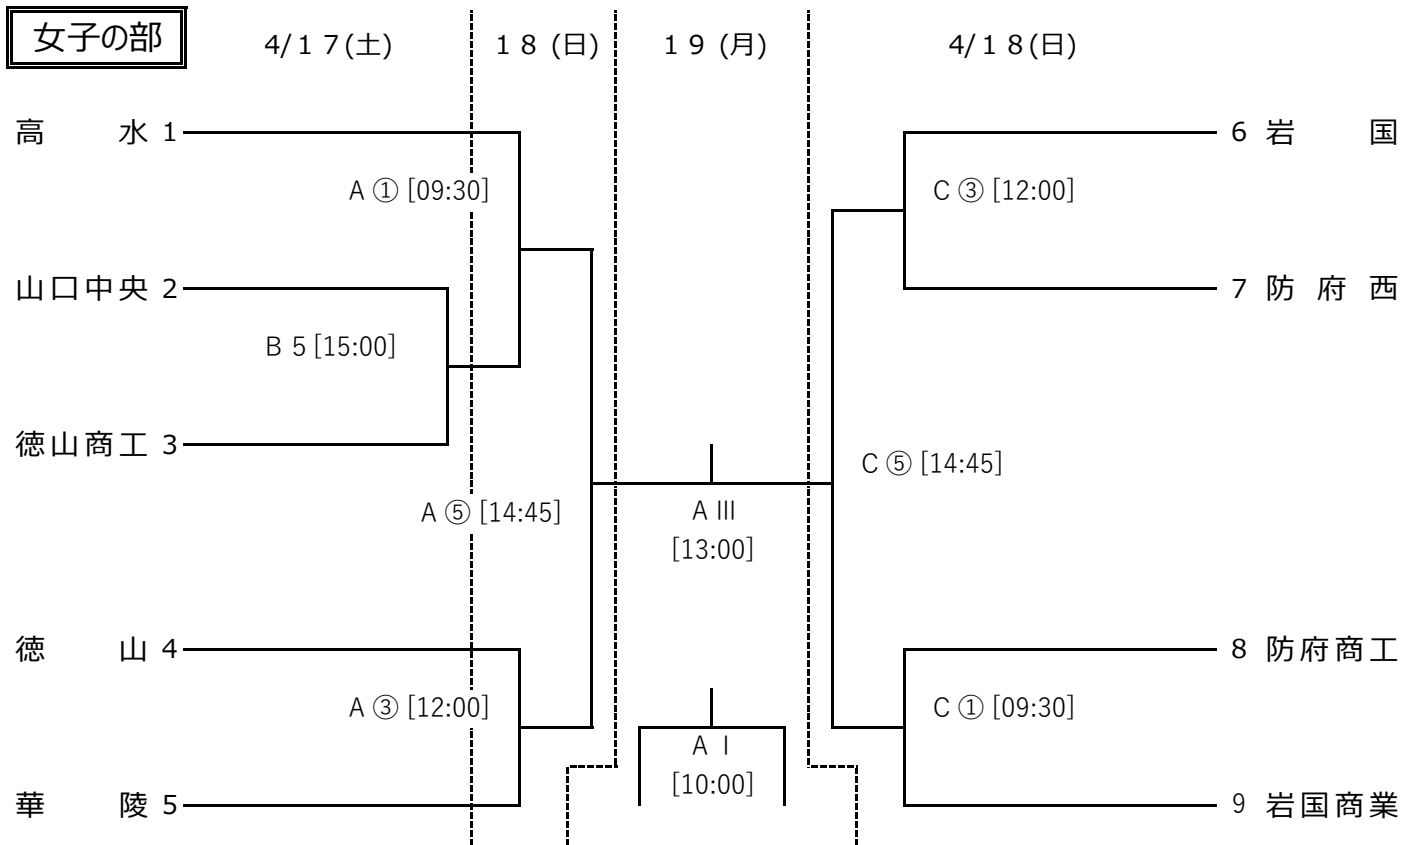 女子の部 4/17(土) 18(日) 19(月) 4/18(日)
高水 1 6 岩国
A ① [09:30] C ③ [12:00]
山口中央 2 7 防府西
B 5 [15:00]
徳山商工 3
C ⑤ [14:45]
A ⑤ [14:45] A Ⅲ
[13:00]
徳山 4 8 防府商工
A ③ [12:00] C ① [09:30]
A Ⅰ
[10:00]
華陵 5 9 岩国商業